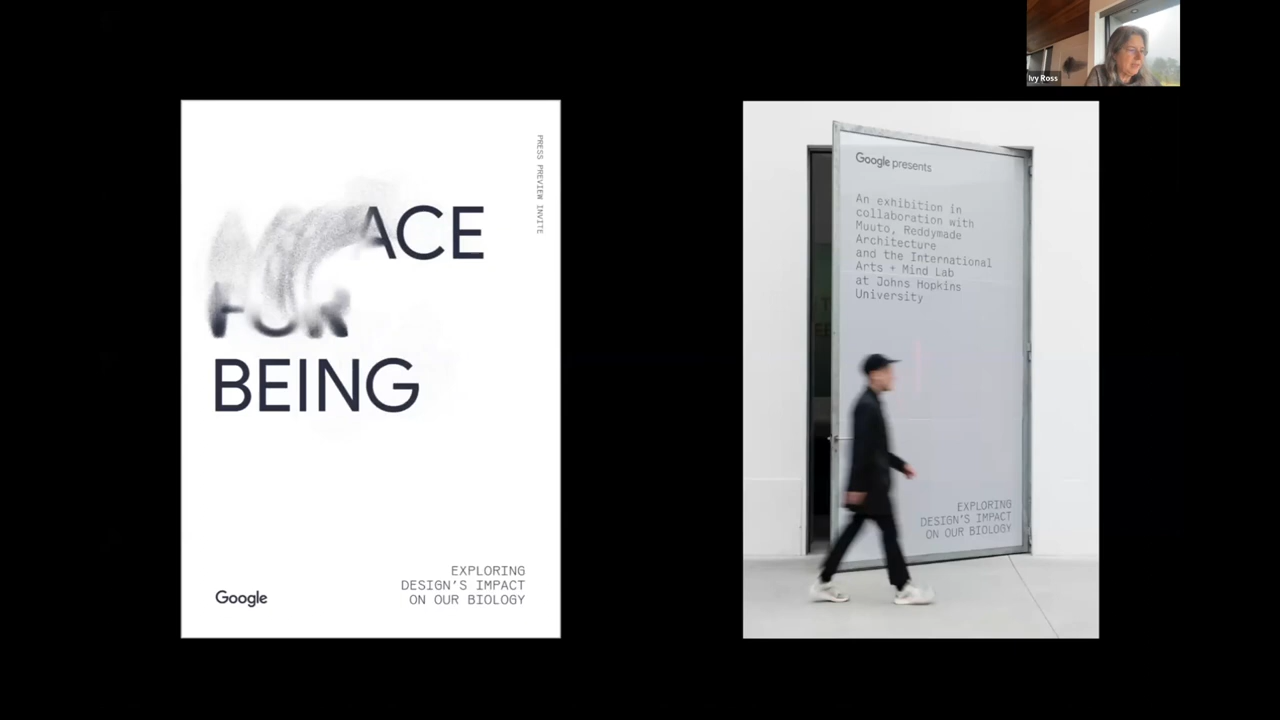 Ivy Ross
PRESS PREVIEW INVITE
ACE
FOR
BEING
Google
EXPLORING
DESIGN'S IMPACT
ON OUR BIOLOGY
Google presents
An exhibition in
collaboration with
Muuto, Reddymade
Architecture
and the International
Arts + Mind Lab
at Johns Hopkins
University
EXPLORING
DESIGN'S IMPACT
ON OUR BIOLOGY